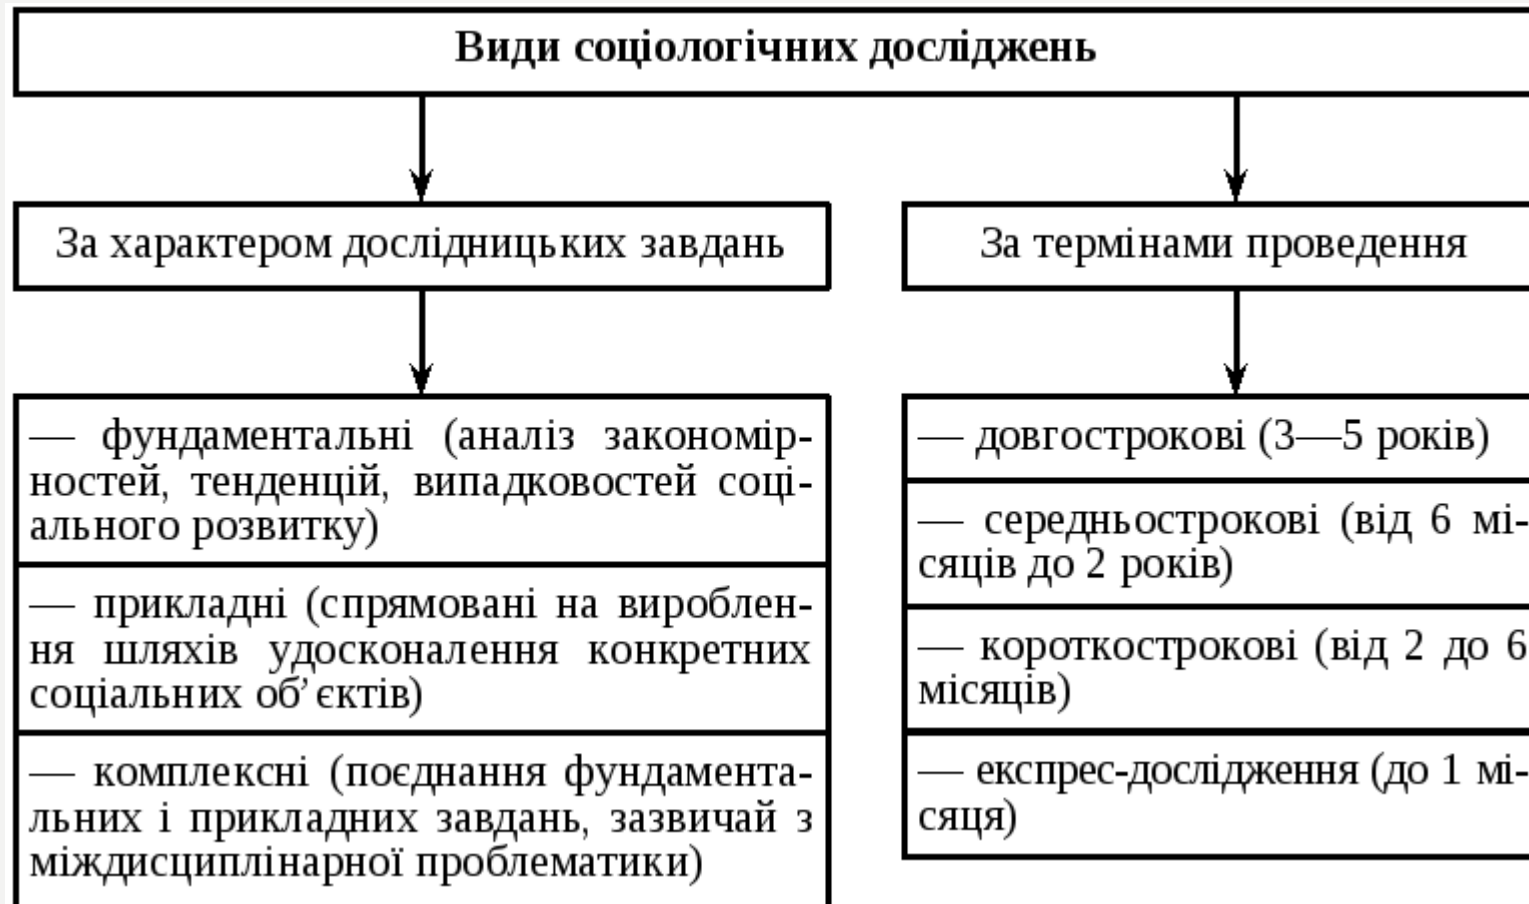 Види соціологічних досліджень
За характером дослідницьких завдань
За термінами проведення
— фундаментальні (аналіз закономір-
ностей, тенденцій, випадковостей соці-
ального розвитку)
— прикладні (спрямовані на вироблен-
ня шляхів удосконалення конкретних
соціальних об’єктів)
— комплексні (поєднання фундамента-
льних і прикладних завдань, зазвичай з
міждисциплінарної проблематики)
— довгострокові (3—5 років)
— середньострокові (від 6 мі-
сяців до 2 років)
— короткострокові (від 2 до 6
місяців)
— експрес-дослідження (до 1 мі-
сяця)